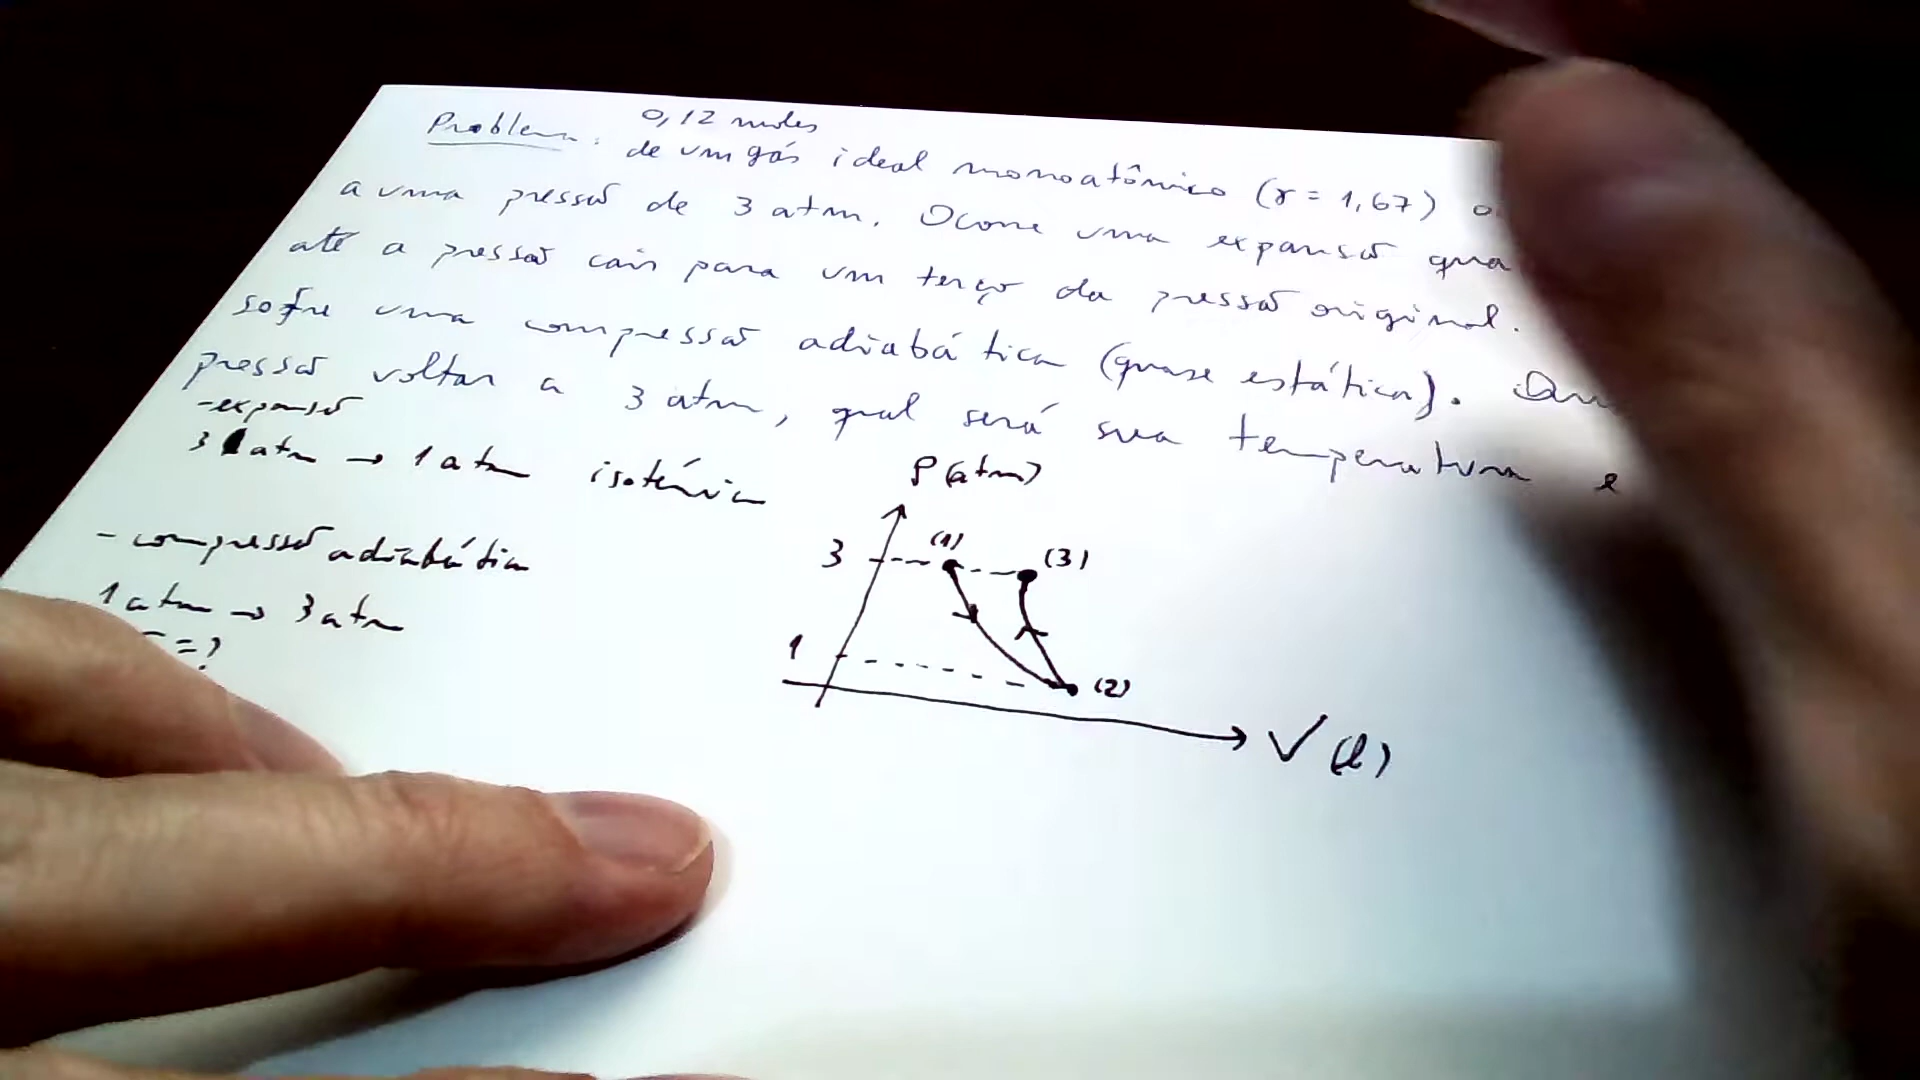 Problema: 0,12 moles
de um gás ideal monoatômico (γ = 1,67)
a uma pressão de 3 atm. Ocorre uma expansão
até a pressão cair para um terço da pressão original.
sofre uma compressão adiabática (quase estática).
pressão voltar a 3 atm, qual será sua temperatura e
- expansão
3 atm → 1 atm isotérmica
- compressão adiabática
1 atm → 3 atm
= ?
P (atm)
3
(1)
(3)
1
(2)
V (l)